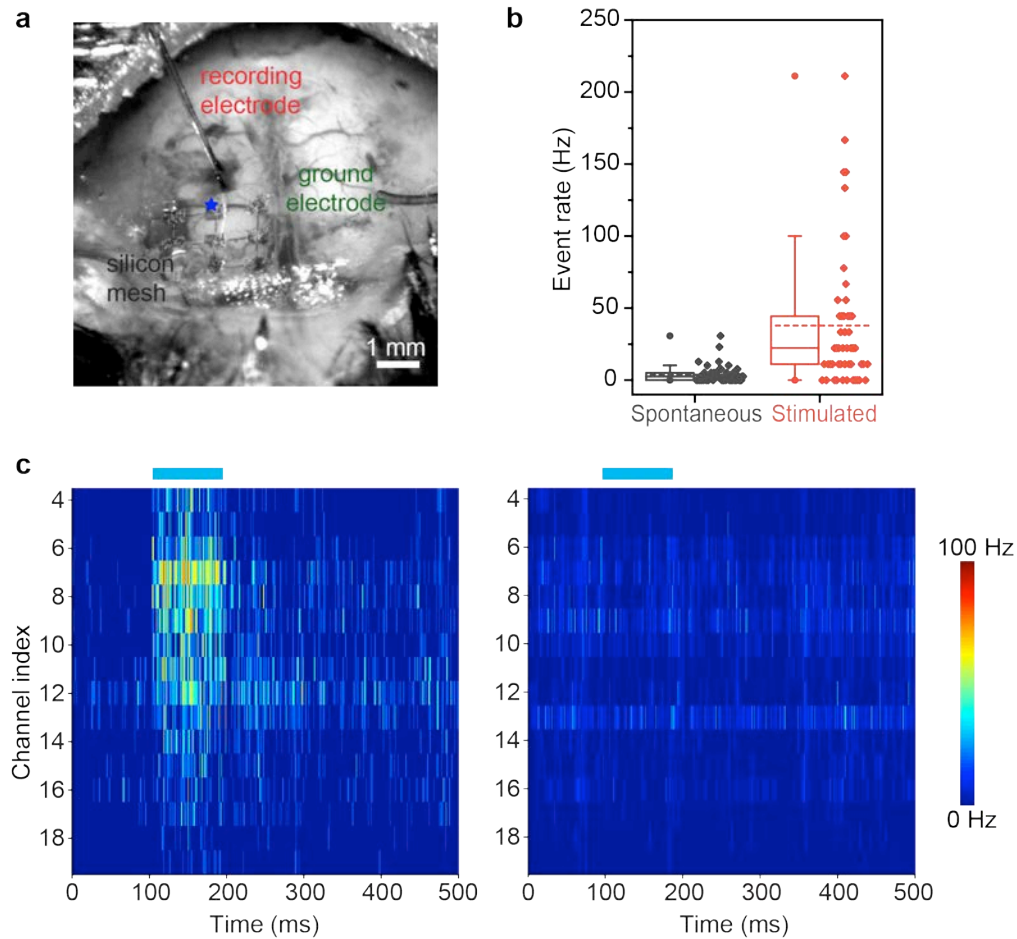 a
recording
electrode
ground
electrode
silicon
mesh
1 mm
b
250
200
150
100
50
0
Event rate (Hz)
Spontaneous
Stimulated
c
4
6
8
10
12
14
16
18
Channel index
0
100
200
300
400
500
Time (ms)
4
6
8
10
12
14
16
18
0
100
200
300
400
500
Time (ms)
100 Hz
0 Hz